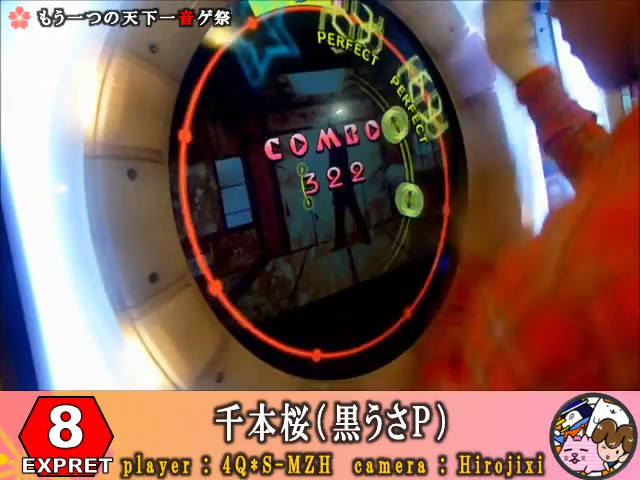 もう一つの天下一音ゲ祭
PERFECT
PERFECT
COMBO
322
8
EXPRET
千本桜(黒うさP)
player : 4Q*S-MZH camera : Hirojixi